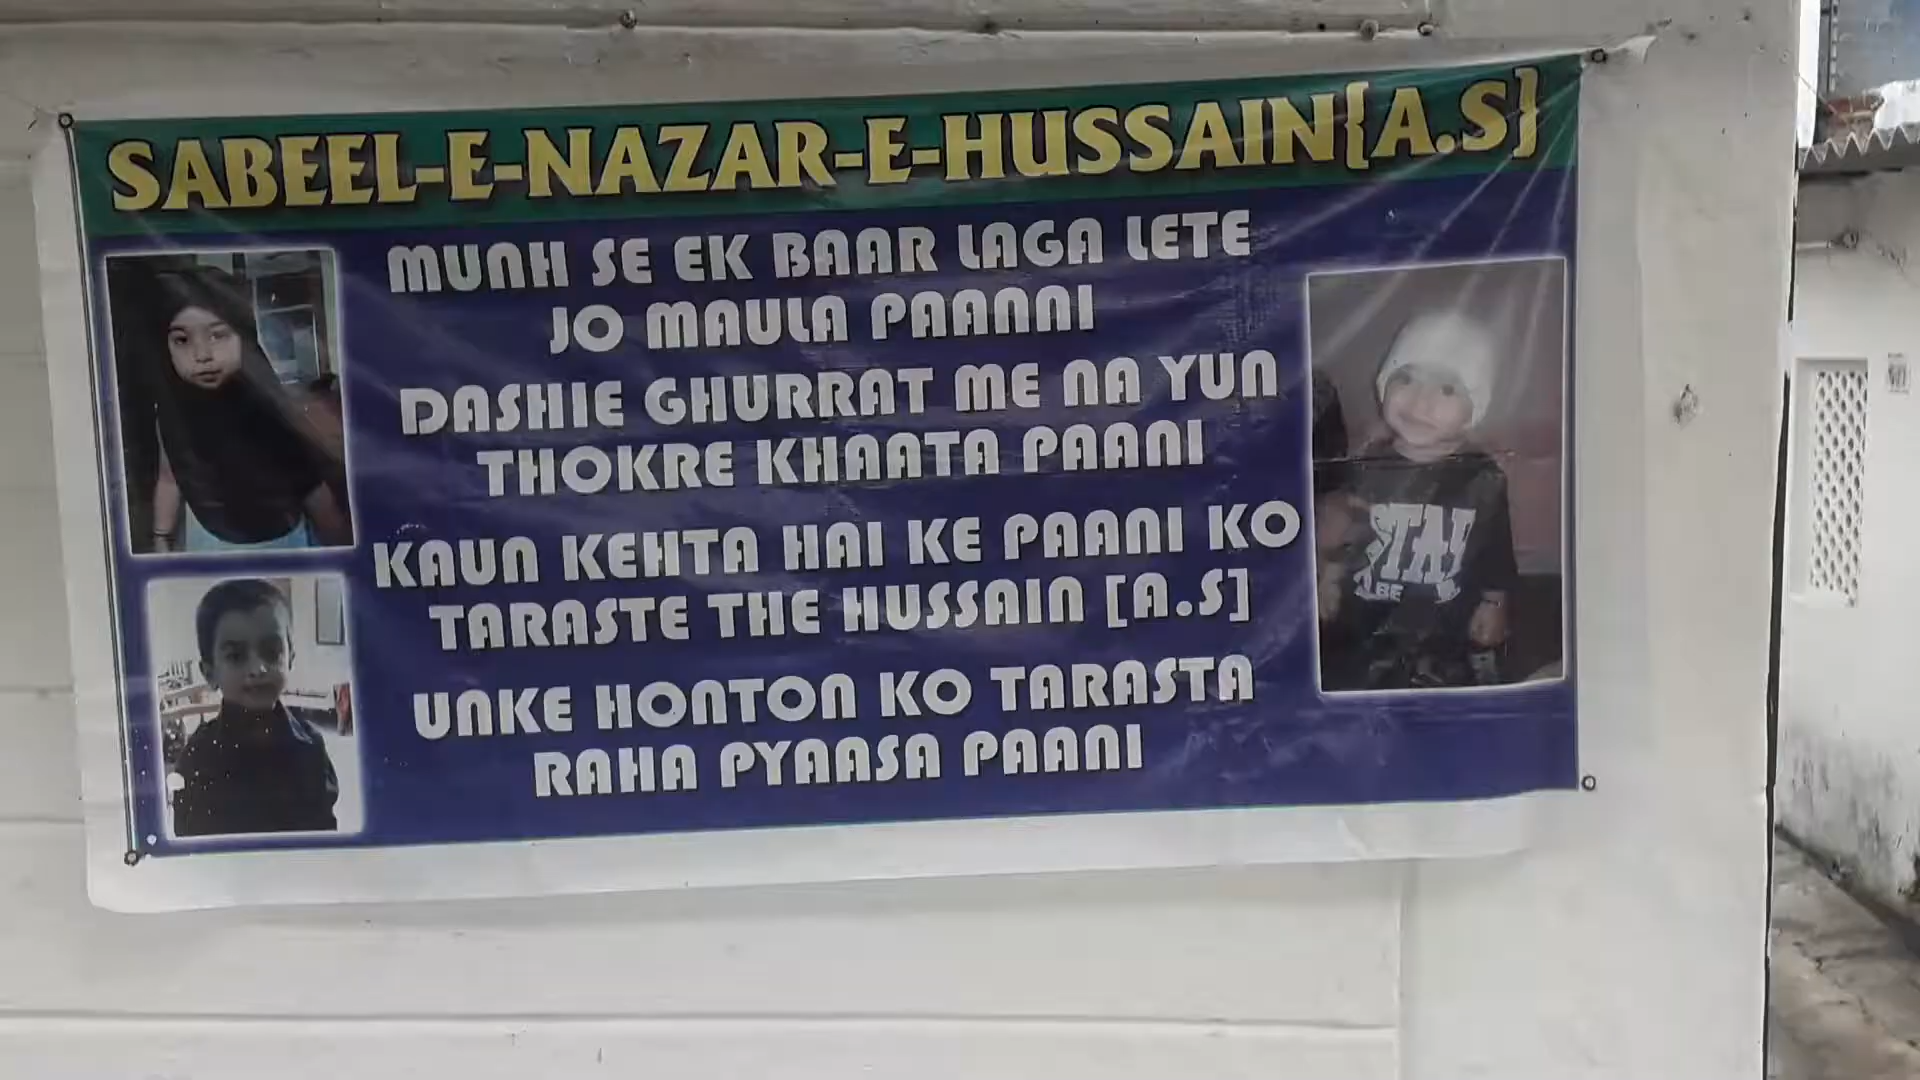 SABEEL-E-NAZAR-E-HUSSAIN{A.S}
MUNH SE EK BAAR LAGA LETE
JO MAULA PAANNI
DASHIE GHURRAT ME NA YUN
THOKRE KHAATA PAANI
KAUN KEHTA HAI KE PAANI KO
TARASTE THE HUSSAIN [A.S]
UNKE HONTON KO TARASTA
RAHA PYAASA PAANI